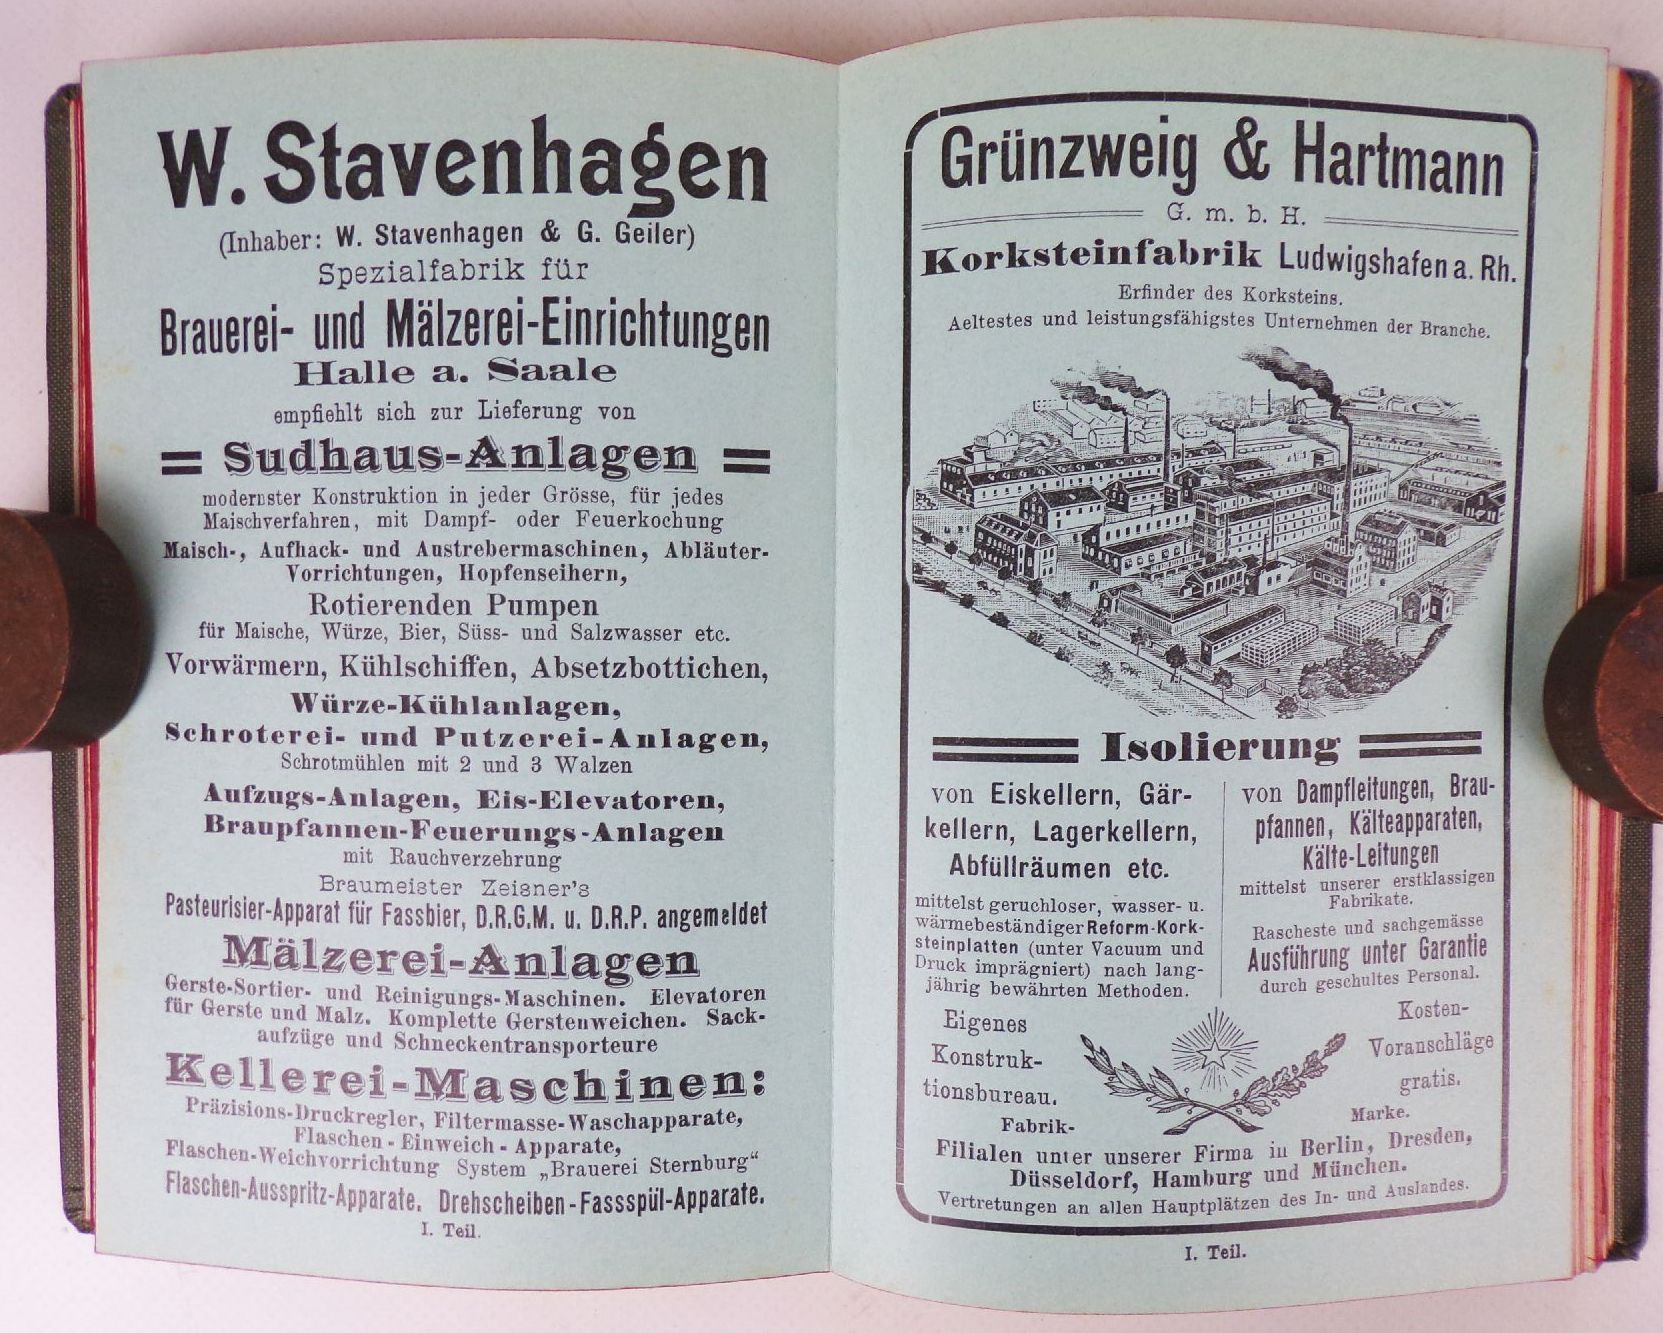 W. Stavenhagen
(Inhaber: W. Stavenhagen & G. Geiler)
Spezialfabrik für
Brauerei- und Mälzerei-Einrichtungen
Halle a. Saale
empfiehlt sich zur Lieferung von
= Sudhaus-Anlagen =
modernster Konstruktion in jeder Grösse, für jedes
Maischverfahren, mit Dampf- oder Feuerkochung
Maisch-, Aufhack- und Austrebermaschinen, Abläuter-
Vorrichtungen, Hopfenseihern,
Rotierenden Pumpen
für Maische, Würze, Bier, Süss- und Salzwasser etc.
Vorwärmern, Kühlschiffen, Absetzbottichen,
Würze-Kühlanlagen,
Schroterei- und Putzerei-Anlagen,
Schrotmühlen mit 2 und 3 Walzen
Aufzugs-Anlagen, Eis-Elevatoren,
Braupfannen-Feuerungs-Anlagen
mit Rauchverzehrung
Braumeister Zeisner's
Pasteurisier-Apparat für Fassbier, D.R.G.M. u. D.R.P. angemeldet
Mälzerei-Anlagen
Gerste-Sortier- und Reinigungs-Maschinen. Elevatoren
für Gerste und Malz. Komplette Gerstenweichen. Sack-
aufzüge und Schneckentransporteure
Kellerei-Maschinen:
Präzisions-Druckregler, Filtermasse-Waschapparate,
Flaschen-Einweich-Apparate,
Flaschen-Weichvorrichtung System „Brauerei Sternburg“
Flaschen-Ausspritz-Apparate. Drehscheiben-Fassspül-Apparate.
I. Teil.
Grünzweig & Hartmann
G. m. b. H.
Korksteinfabrik Ludwigshafen a. Rh.
Erfinder des Korksteins.
Aeltestes und leistungsfähigstes Unternehmen der Branche.
Isolierung
von Eiskellern, Gär-
kellern, Lagerkellern,
Abfüllräumen etc.
mittelst geruchloser, wasser- u.
wärmebeständiger Reform-Kork-
steinplatten (unter Vacuum und
Druck imprägniert) nach lang-
jährig bewährten Methoden.
von Dampfleitungen, Brau-
pfannen, Kälteapparaten,
Kälte-Leitungen
mittelst unserer erstklassigen
Fabrikate.
Rascheste und sachgemässe
Ausführung unter Garantie
durch geschultes Personal.
Eigenes
Konstruk-
tionsbureau.
Kosten-
Voranschläge
gratis.
Fabrik- Marke.
Filialen unter unserer Firma in Berlin, Dresden,
Düsseldorf, Hamburg und München.
Vertretungen an allen Hauptplätzen des In- und Auslandes.
I. Teil.